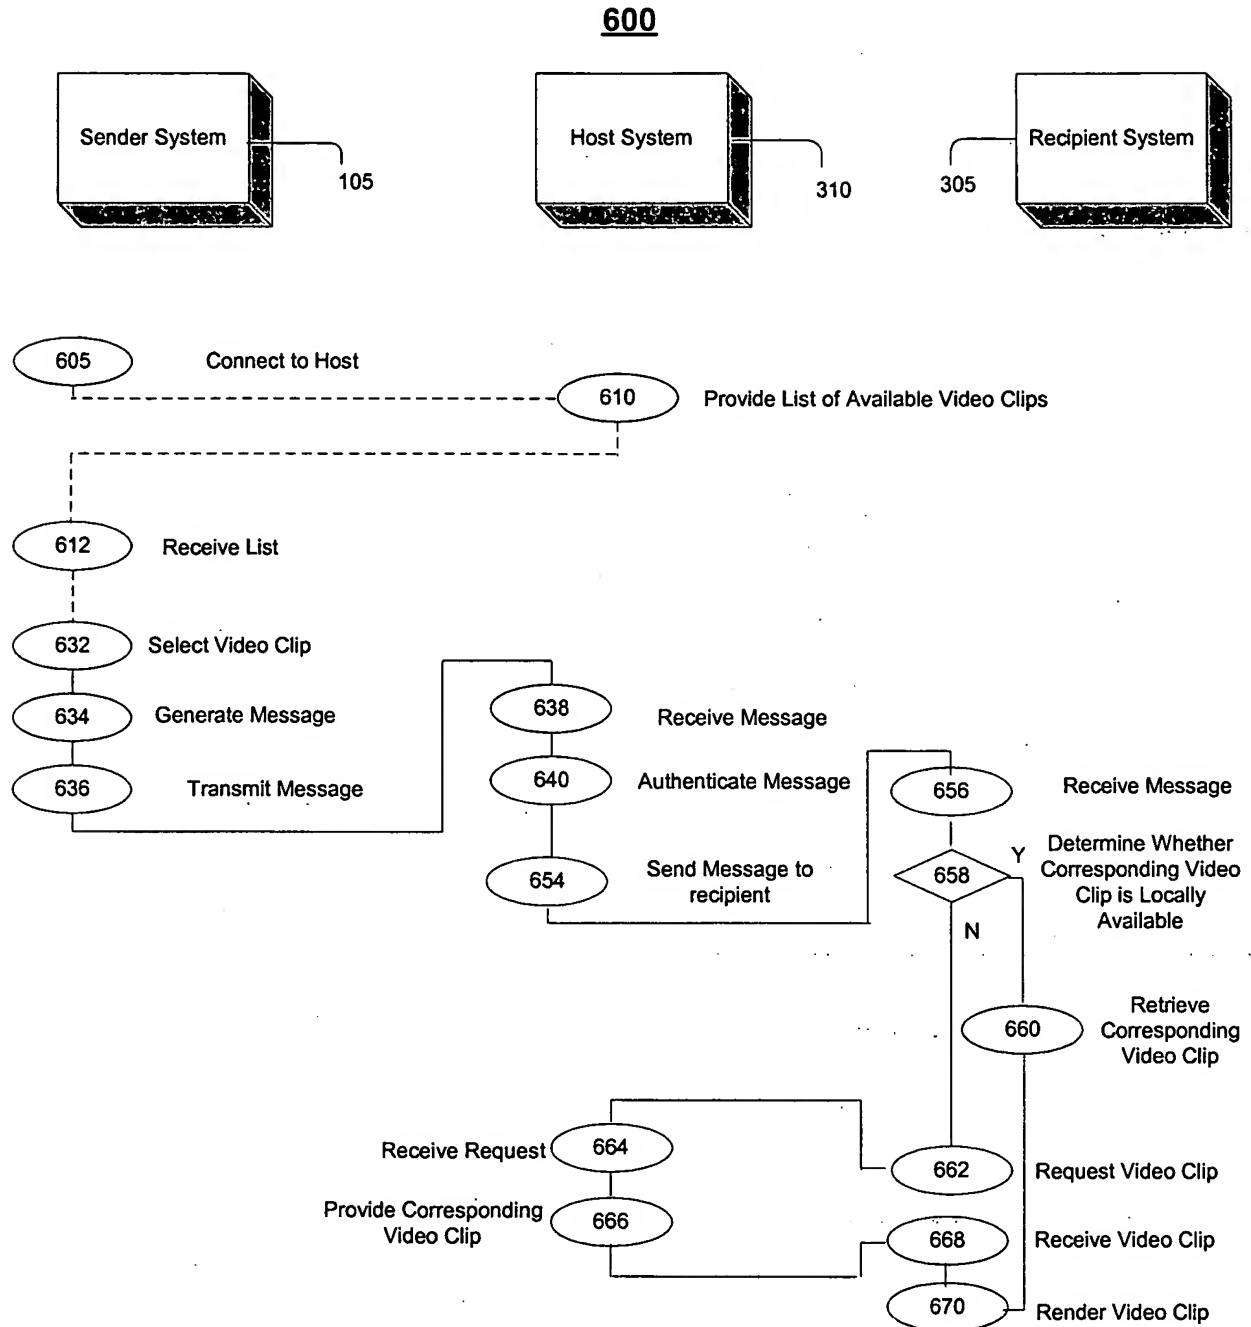 600
Sender System
105
Host System
310
305
Recipient System
605
Connect to Host
610
Provide List of Available Video Clips
612
Receive List
632
Select Video Clip
634
Generate Message
636
Transmit Message
638
Receive Message
640
Authenticate Message
654
Send Message to
recipient
656
Receive Message
658
Y
N
Determine Whether
Corresponding Video
Clip is Locally
Available
660
Retrieve
Corresponding
Video Clip
Receive Request
664
662
Request Video Clip
Provide Corresponding
Video Clip
666
668
Receive Video Clip
670
Render Video Clip